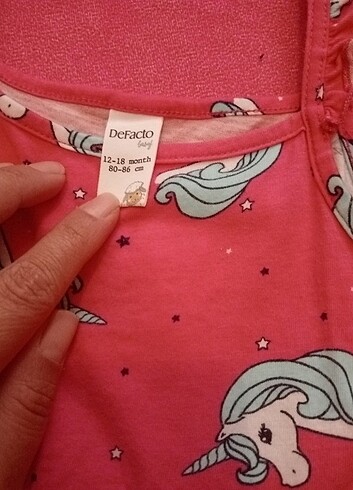 DeFacto
baby
12-18 month
80-86 cm